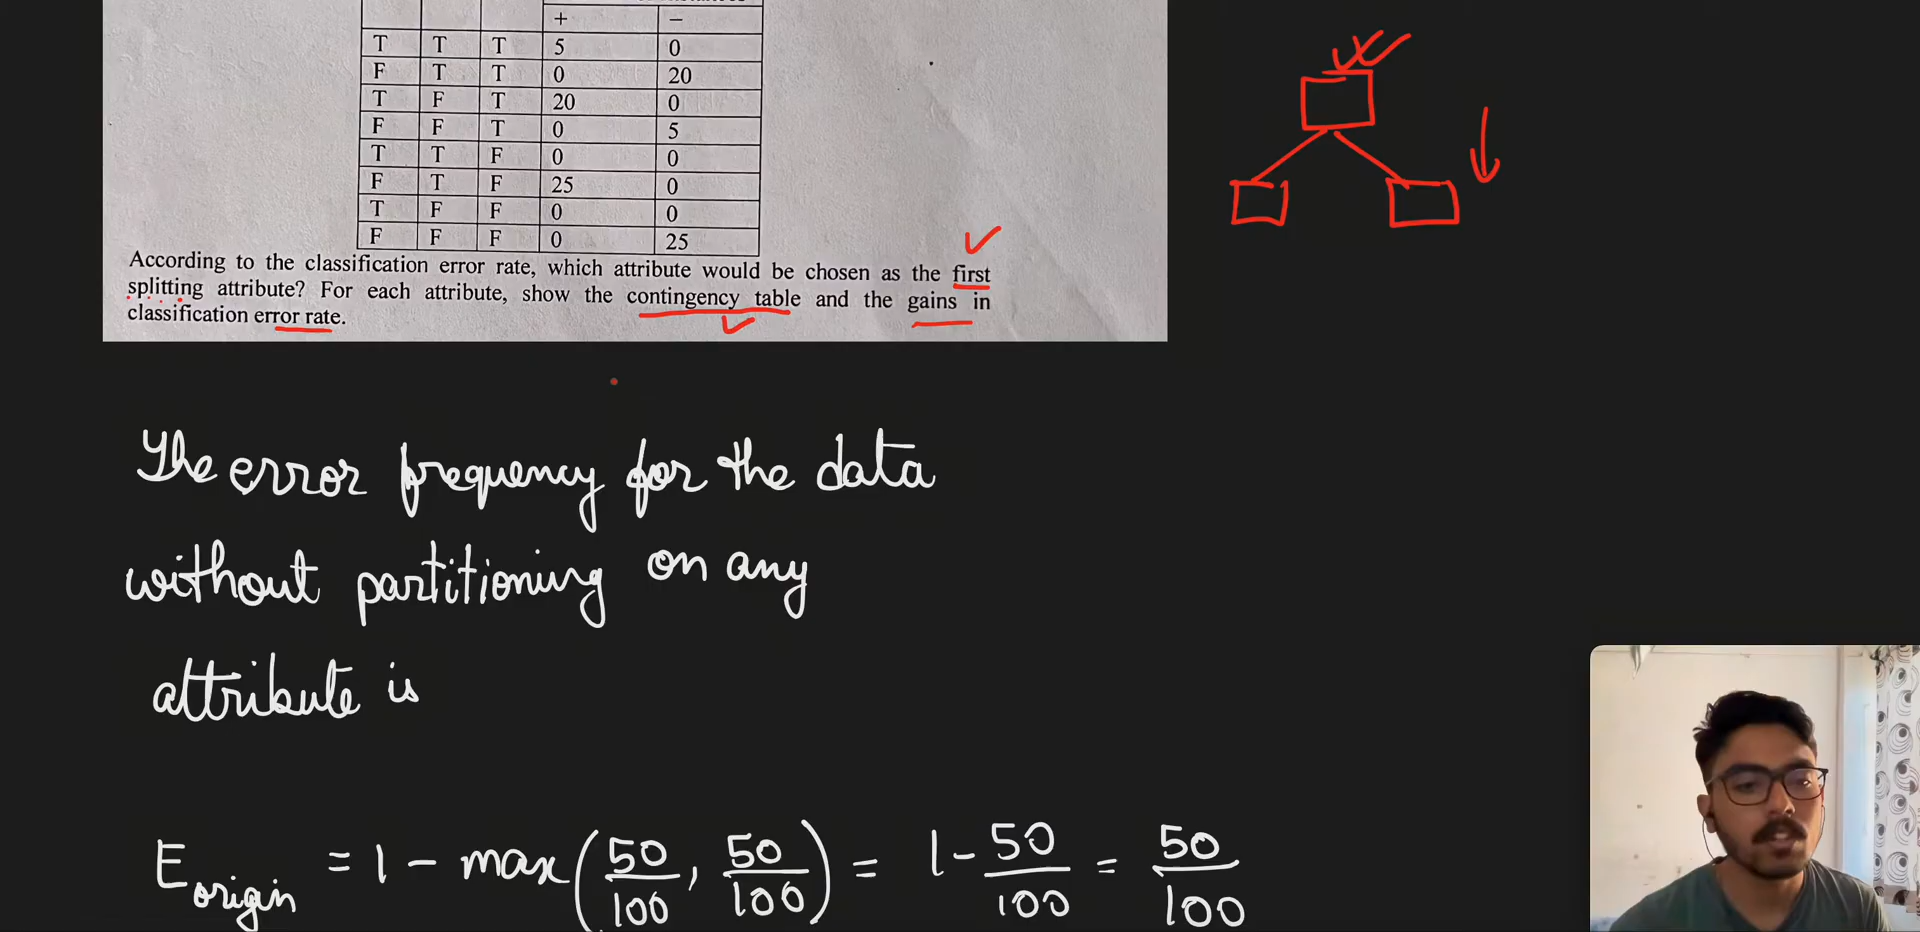 + −
T T T 5 0
F T T 0 20
T F T 20 0
F F T 0 5
T T F 0 0
F T F 25 0
T F F 0 0
F F F 0 25
According to the classification error rate, which attribute would be chosen as the first
splitting attribute? For each attribute, show the contingency table and the gains in
classification error rate.
The error frequency for the data
without partitioning on any
attribute is
E origin = 1 - max(50/100, 50/100) = 1 - 50/100 = 50/100